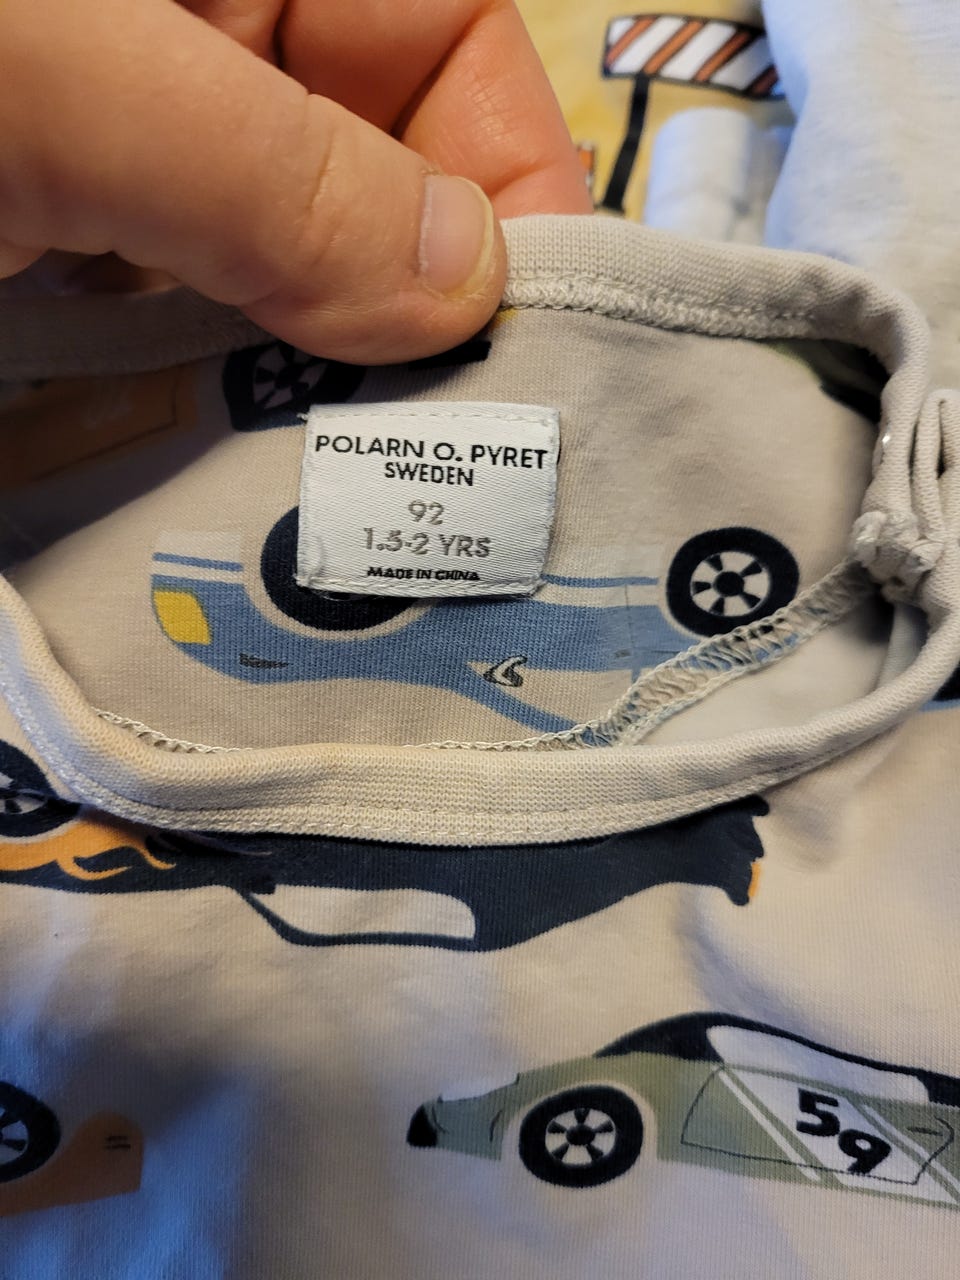 POLARN O. PYRET
SWEDEN
92
1.5-2 YRS
MADE IN CHINA
59